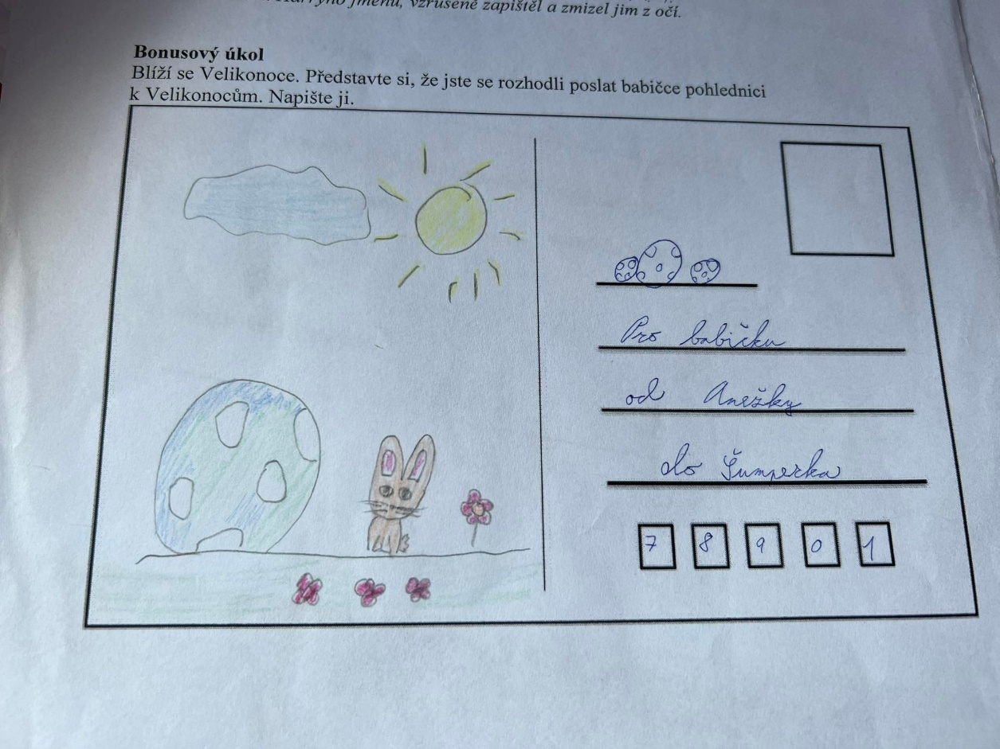 jménu, vzrušeně zapištěl a zmizel jim z očí.
Bonusový úkol
Blíží se Velikonoce. Představte si, že jste se rozhodli poslat babičce pohlednici
k Velikonocům. Napište ji.
Pro babičku
od Anežky
do Šumperka
7 8 9 0 1